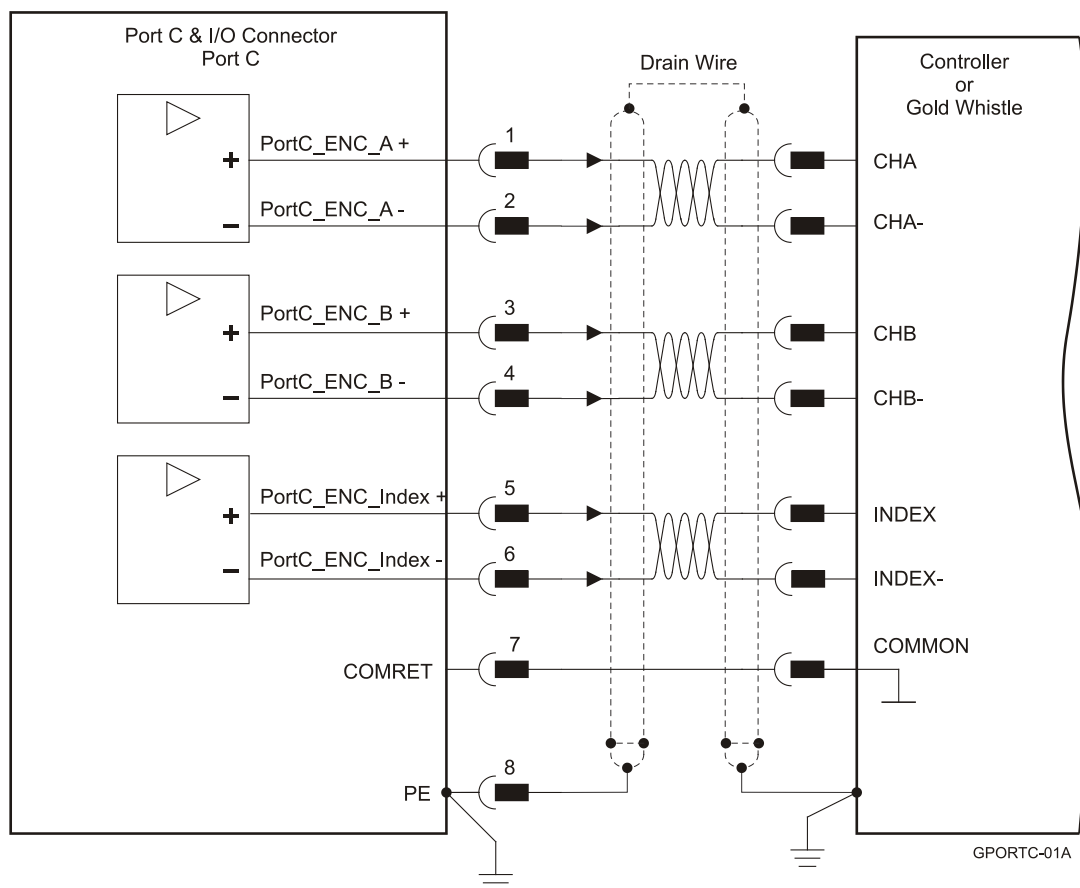 Port C & I/O Connector
Port C
Drain Wire
Controller
or
Gold Whistle
PortC_ENC_A +
1
CHA
+
PortC_ENC_A -
2
CHA-
-
PortC_ENC_B +
3
CHB
+
PortC_ENC_B -
4
CHB-
-
PortC_ENC_Index +
5
INDEX
+
PortC_ENC_Index -
6
INDEX-
-
COMRET
7
COMMON
PE
8
GPORTC-01A